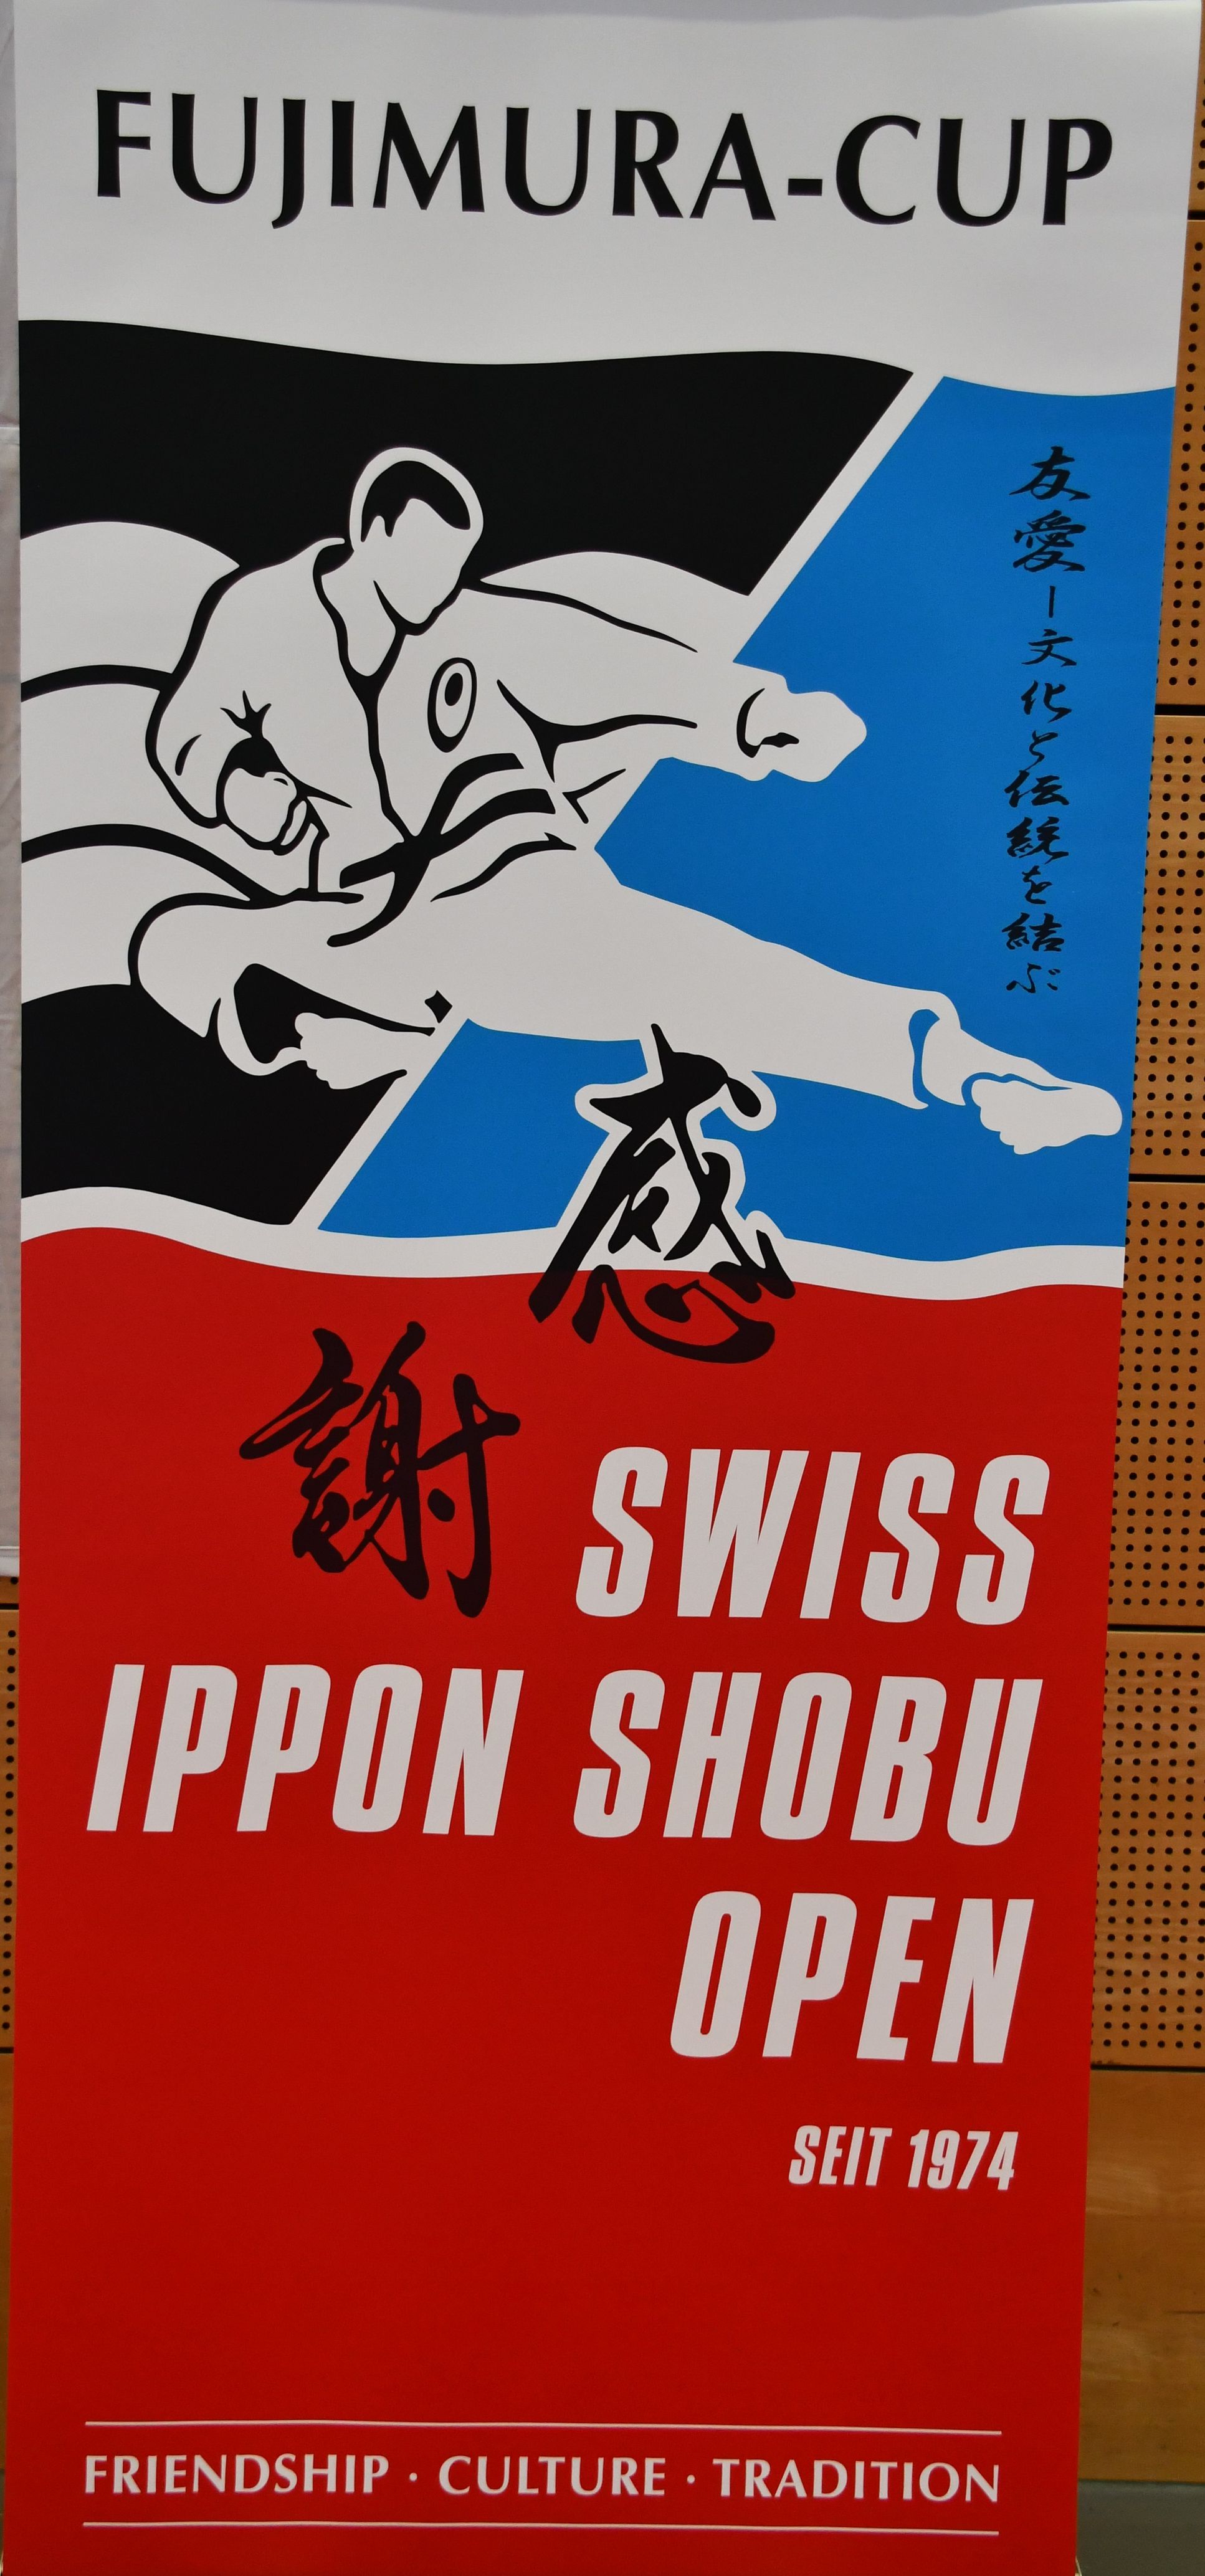 FUJIMURA-CUP
友愛-文化と伝統を結ぶ
感
謝
SWISS
IPPON SHOBU
OPEN
SEIT 1974
FRIENDSHIP · CULTURE · TRADITION